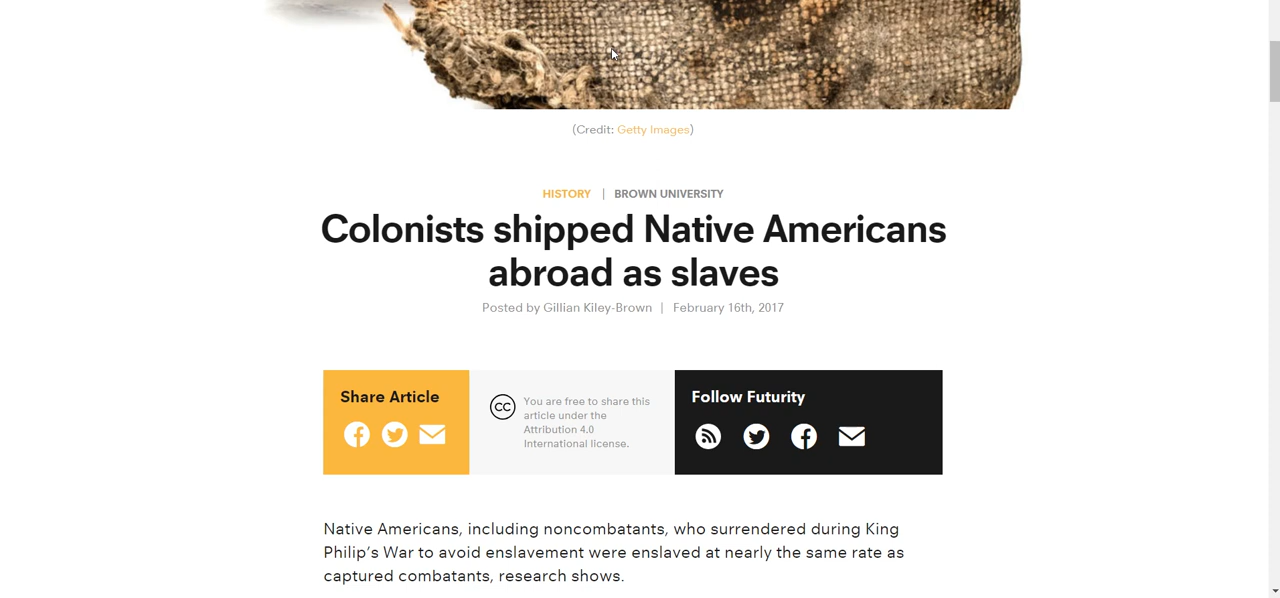 (Credit: Getty Images)
HISTORY | BROWN UNIVERSITY
Colonists shipped Native Americans
abroad as slaves
Posted by Gillian Kiley-Brown | February 16th, 2017
Share Article
CC
You are free to share this
article under the
Attribution 4.0
International license.
Follow Futurity
Native Americans, including noncombatants, who surrendered during King
Philip’s War to avoid enslavement were enslaved at nearly the same rate as
captured combatants, research shows.